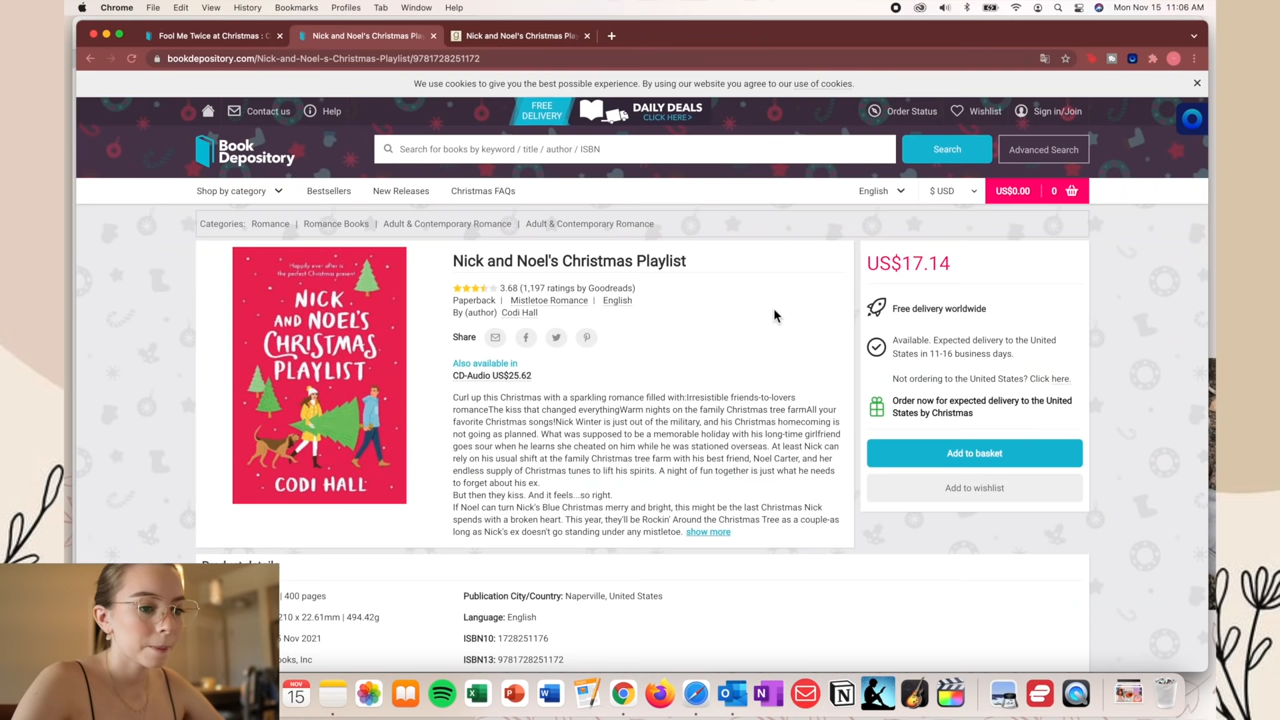 Chrome File Edit View History Bookmarks Profiles Tab Window Help Mon Nov 15 11:06 AM
Fool Me Twice at Christmas : C Nick and Noel's Christmas Pla Nick and Noel's Christmas Pla
bookdepository.com/Nick-and-Noel-s-Christmas-Playlist/9781728251172
We use cookies to give you the best possible experience. By using our website you agree to our use of cookies.
Contact us Help FREE DELIVERY DAILY DEALS CLICK HERE> Order Status Wishlist Sign in/Join
Book Depository Search for books by keyword / title / author / ISBN Search Advanced Search
Shop by category Bestsellers New Releases Christmas FAQs English $ USD US$0.00 0
Categories: Romance | Romance Books | Adult & Contemporary Romance | Adult & Contemporary Romance
Happily ever after is
the perfect Christmas present
NICK
AND NOEL'S
CHRISTMAS
PLAYLIST
CODI HALL
Nick and Noel's Christmas Playlist
3.68 (1,197 ratings by Goodreads)
Paperback | Mistletoe Romance | English
By (author) Codi Hall
Share
Also available in
CD-Audio US$25.62
Curl up this Christmas with a sparkling romance filled with:Irresistible friends-to-lovers
romanceThe kiss that changed everythingWarm nights on the family Christmas tree farmAll your
favorite Christmas songs!Nick Winter is just out of the military, and his Christmas homecoming is
not going as planned. What was supposed to be a memorable holiday with his long-time girlfriend
goes sour when he learns she cheated on him while he was stationed overseas. At least Nick can
rely on his usual shift at the family Christmas tree farm with his best friend, Noel Carter, and her
endless supply of Christmas tunes to lift his spirits. A night of fun together is just what he needs
to forget about his ex.
But then they kiss. And it feels...so right.
If Noel can turn Nick's Blue Christmas merry and bright, this might be the last Christmas Nick
spends with a broken heart. This year, they'll be Rockin' Around the Christmas Tree as a couple-as
long as Nick's ex doesn't go standing under any mistletoe. show more
US$17.14
Free delivery worldwide
Available. Expected delivery to the United
States in 11-16 business days.
Not ordering to the United States? Click here.
Order now for expected delivery to the United
States by Christmas
Add to basket
Add to wishlist
| 400 pages
210 x 22.61mm | 494.42g
Nov 2021
Inc
Publication City/Country: Naperville, United States
Language: English
ISBN10: 1728251176
ISBN13: 9781728251172
NOV
15